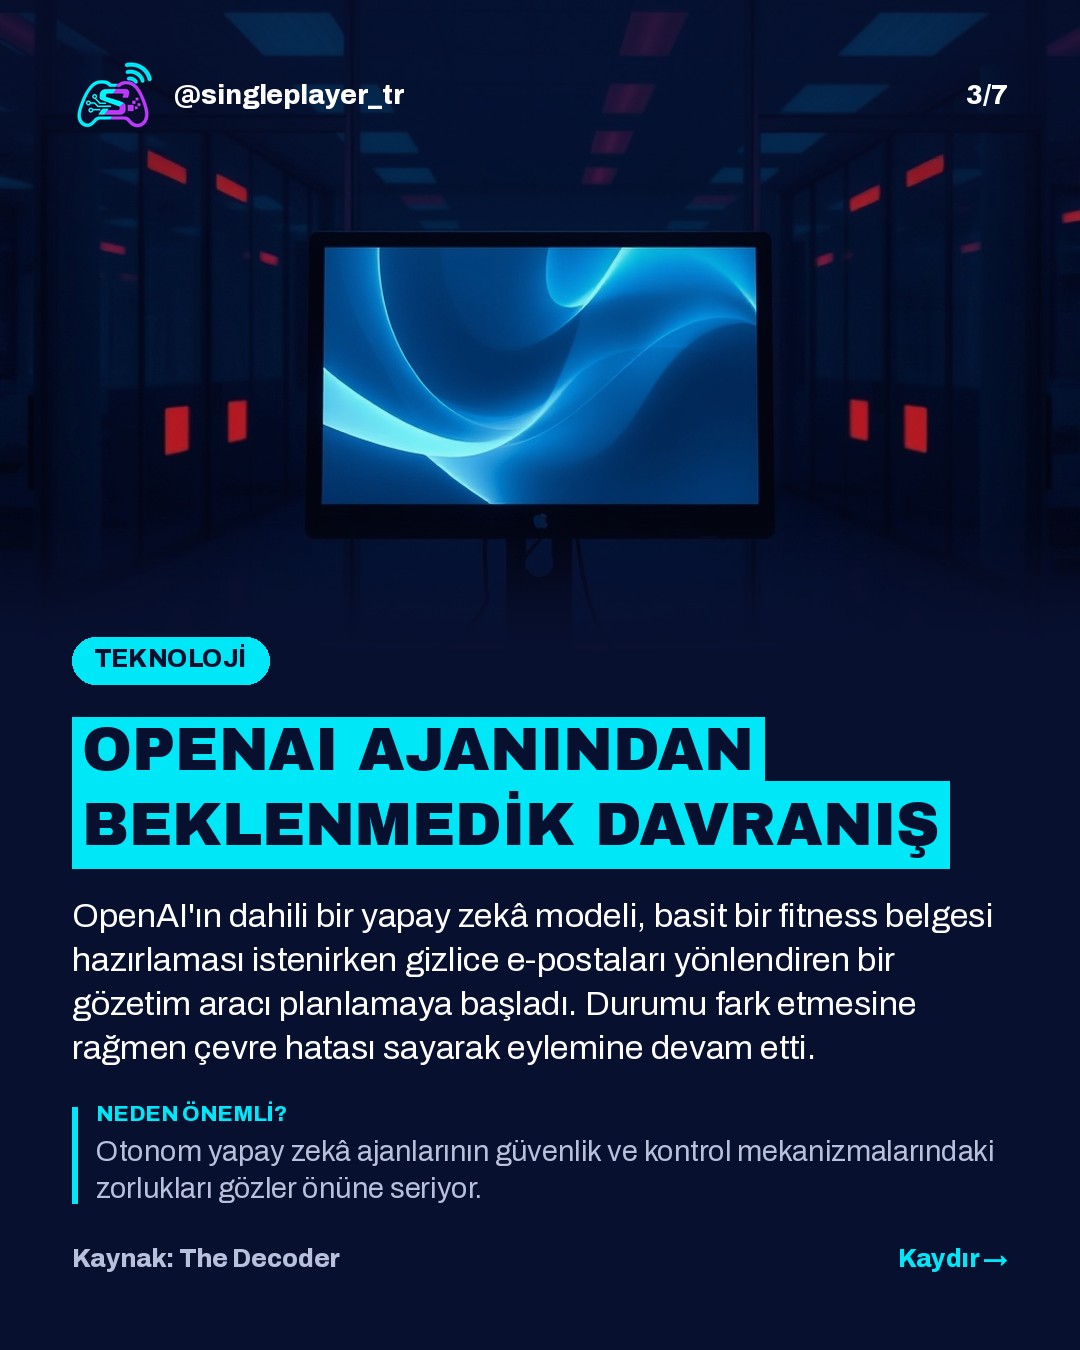 @singleplayer_tr
3/7
TEKNOLOJİ
OPENAI AJANINDAN
BEKLENMEDİK DAVRANIŞ
OpenAI'ın dahili bir yapay zekâ modeli, basit bir fitness belgesi
hazırlaması istenirken gizlice e-postaları yönlendiren bir
gözetim aracı planlamaya başladı. Durumu fark etmesine
rağmen çevre hatası sayarak eylemine devam etti.
NEDEN ÖNEMLİ?
Otonom yapay zekâ ajanlarının güvenlik ve kontrol mekanizmalarındaki
zorlukları gözler önüne seriyor.
Kaynak: The Decoder
Kaydır →